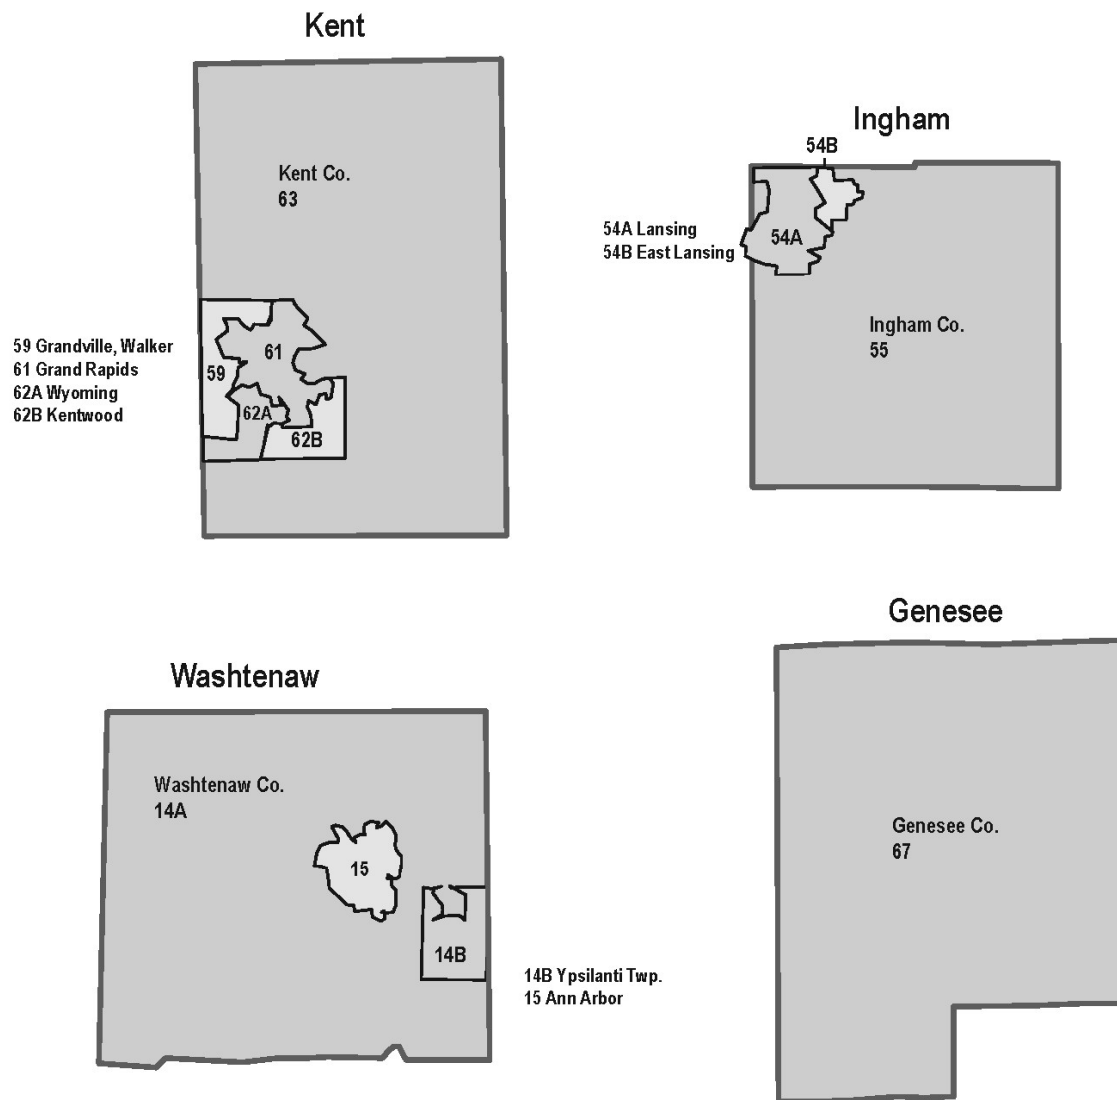 Kent
Kent Co.
63
59 Grandville, Walker
61 Grand Rapids
62A Wyoming
62B Kentwood
61
59
62A
62B
Ingham
54B
54A Lansing
54B East Lansing
54A
Ingham Co.
55
Washtenaw
Washtenaw Co.
14A
15
14B
14B Ypsilanti Twp.
15 Ann Arbor
Genesee
Genesee Co.
67